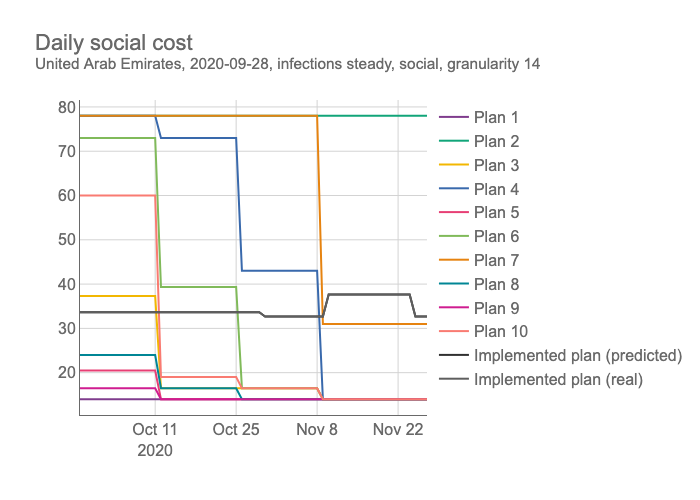 Daily social cost
United Arab Emirates, 2020-09-28, infections steady, social, granularity 14
80
70
60
50
40
30
20
Oct 11
2020
Oct 25
Nov 8
Nov 22
Plan 1
Plan 2
Plan 3
Plan 4
Plan 5
Plan 6
Plan 7
Plan 8
Plan 9
Plan 10
Implemented plan (predicted)
Implemented plan (real)